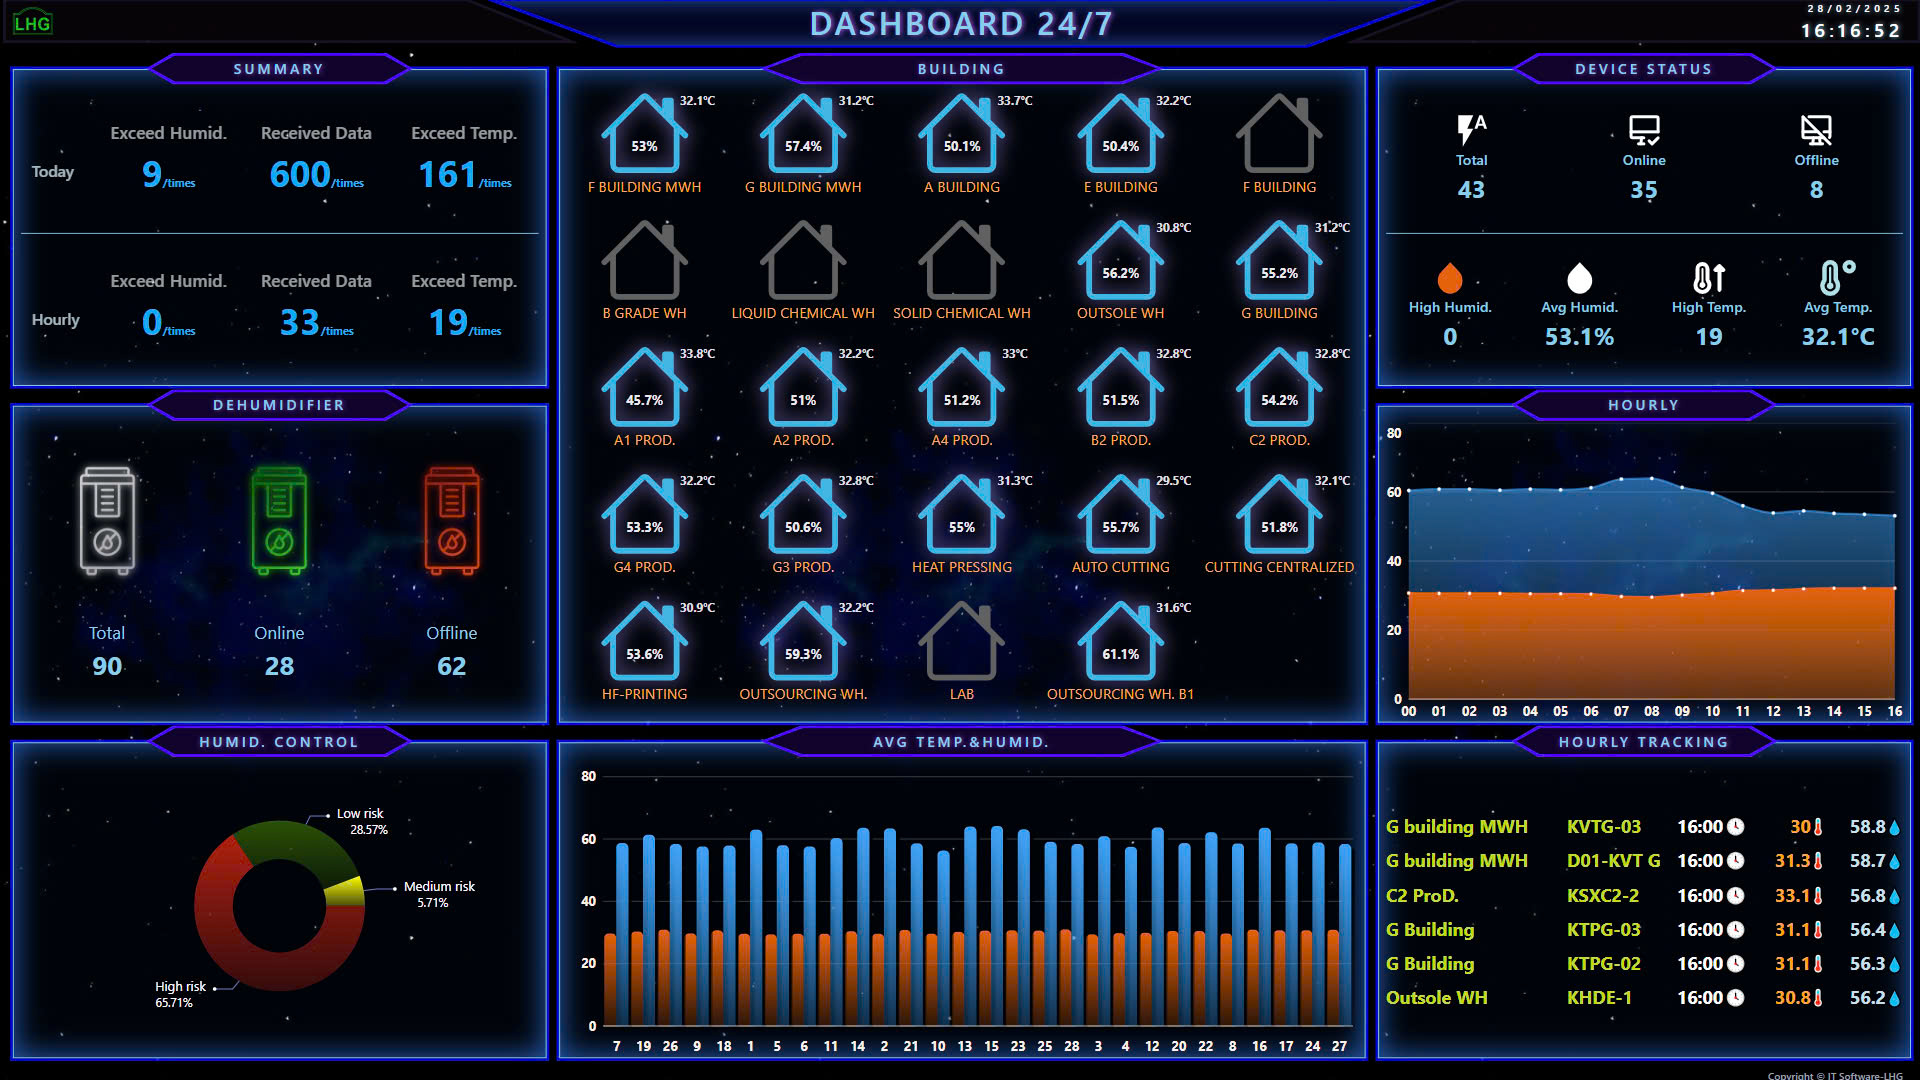 LHG
DASHBOARD 24/7
28/02/2025
16:16:52
SUMMARY
Exceed Humid. Received Data Exceed Temp.
Today 9/times 600/times 161/times
Exceed Humid. Received Data Exceed Temp.
Hourly 0/times 33/times 19/times
BUILDING
32.1°C 31.2°C 33.7°C 32.2°C
53% 57.4% 50.1% 50.4%
F BUILDING MWH G BUILDING MWH A BUILDING E BUILDING F BUILDING
30.8°C 31.2°C
56.2% 55.2%
B GRADE WH LIQUID CHEMICAL WH SOLID CHEMICAL WH OUTSOLE WH G BUILDING
33.8°C 32.2°C 33°C 32.8°C 32.8°C
45.7% 51% 51.2% 51.5% 54.2%
A1 PROD. A2 PROD. A4 PROD. B2 PROD. C2 PROD.
32.2°C 32.8°C 31.3°C 29.5°C 32.1°C
53.3% 50.6% 55% 55.7% 51.8%
G4 PROD. G3 PROD. HEAT PRESSING AUTO CUTTING CUTTING CENTRALIZED
30.9°C 32.2°C 31.6°C
53.6% 59.3% 61.1%
HF-PRINTING OUTSOURCING WH. LAB OUTSOURCING WH. B1
DEVICE STATUS
A
Total Online Offline
43 35 8
High Humid. Avg Humid. High Temp. Avg Temp.
0 53.1% 19 32.1°C
DEHUMIDIFIER
Total Online Offline
90 28 62
HOURLY
80
60
40
20
0
00 01 02 03 04 05 06 07 08 09 10 11 12 13 14 15 16
HUMID. CONTROL
Low risk
28.57%
Medium risk
5.71%
High risk
65.71%
AVG TEMP.&HUMID.
80
60
40
20
0
7 19 26 9 18 1 5 6 11 14 2 21 10 13 15 23 25 28 3 4 12 20 22 8 16 17 24 27
HOURLY TRACKING
G building MWH KVTG-03 16:00 30 58.8
G building MWH D01-KVT G 16:00 31.3 58.7
C2 ProD. KSXC2-2 16:00 33.1 56.8
G Building KTPG-03 16:00 31.1 56.4
G Building KTPG-02 16:00 31.1 56.3
Outsole WH KHDE-1 16:00 30.8 56.2
Copyright © IT Software-LHG